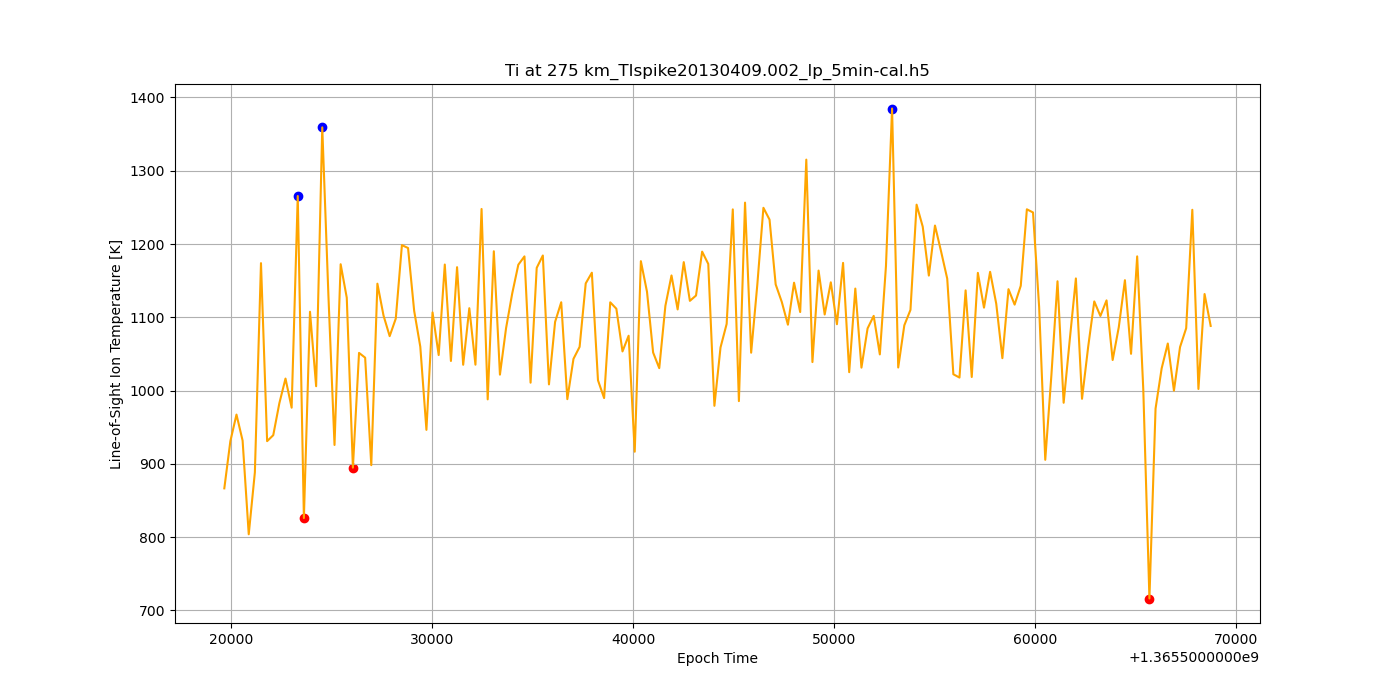 Ti at 275 km_TIspike20130409.002_lp_5min-cal.h5
Line-of-Sight Ion Temperature [K]
1400
1300
1200
1100
1000
900
800
700
20000 30000 40000 50000 60000 70000
Epoch Time
+1.3655000000e9